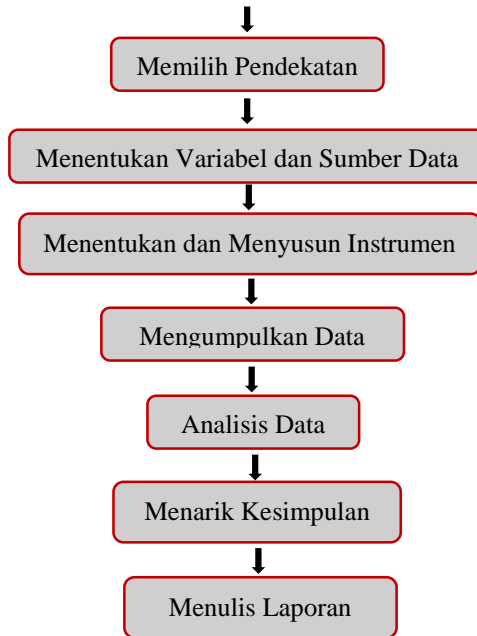 Memilih Pendekatan
Menentukan Variabel dan Sumber Data
Menentukan dan Menyusun Instrumen
Mengumpulkan Data
Analisis Data
Menarik Kesimpulan
Menulis Laporan